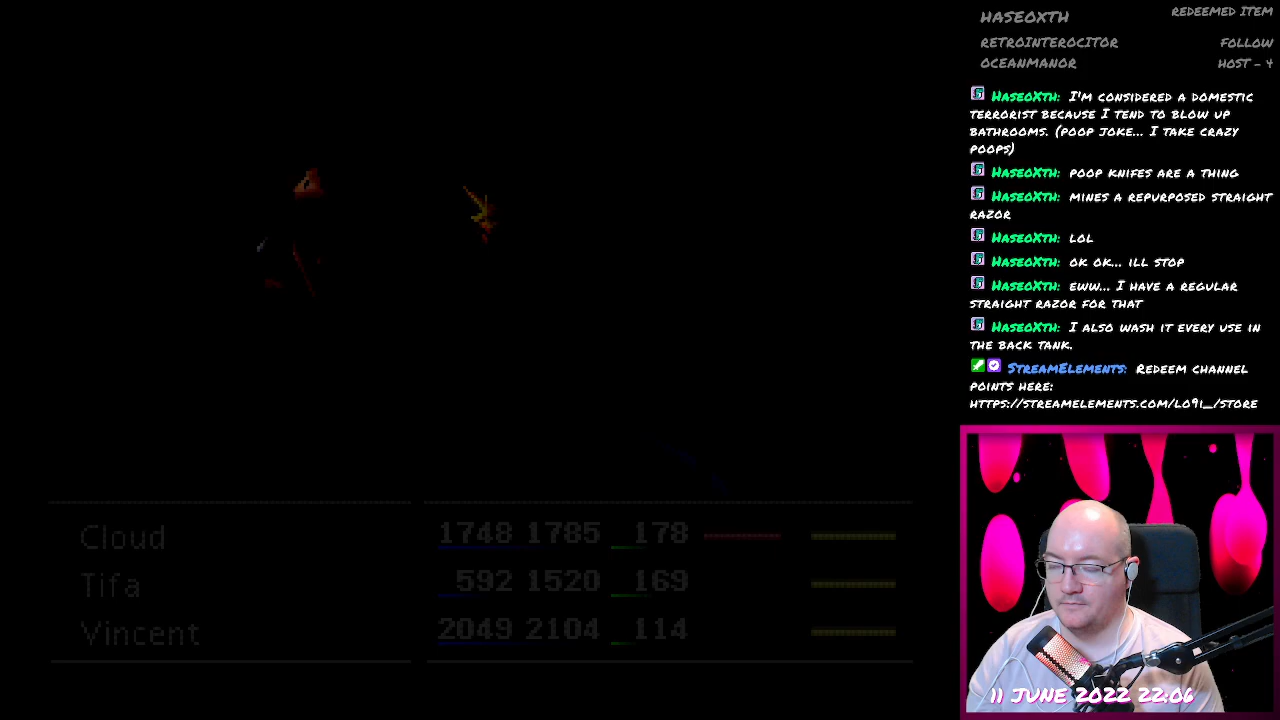 HASEOXTH REDEEMED ITEM
RETROINTEROCITOR FOLLOW
OCEANMANOR HOST - 4
HASEOXTH: I'M CONSIDERED A DOMESTIC
TERRORIST BECAUSE I TEND TO BLOW UP
BATHROOMS. (POOP JOKE... I TAKE CRAZY
POOPS)
HASEOXTH: POOP KNIFES ARE A THING
HASEOXTH: MINES A REPURPOSED STRAIGHT
RAZOR
HASEOXTH: LOL
HASEOXTH: OK OK... ILL STOP
HASEOXTH: EWW... I HAVE A REGULAR
STRAIGHT RAZOR FOR THAT
HASEOXTH: I ALSO WASH IT EVERY USE IN
THE BACK TANK.
STREAMELEMENTS: REDEEM CHANNEL
POINTS HERE:
HTTPS://STREAMELEMENTS.COM/LO91_/STORE
Cloud 1748 1785 178
Tifa 592 1520 169
Vincent 2049 2104 114
11 JUNE 2022 22:06